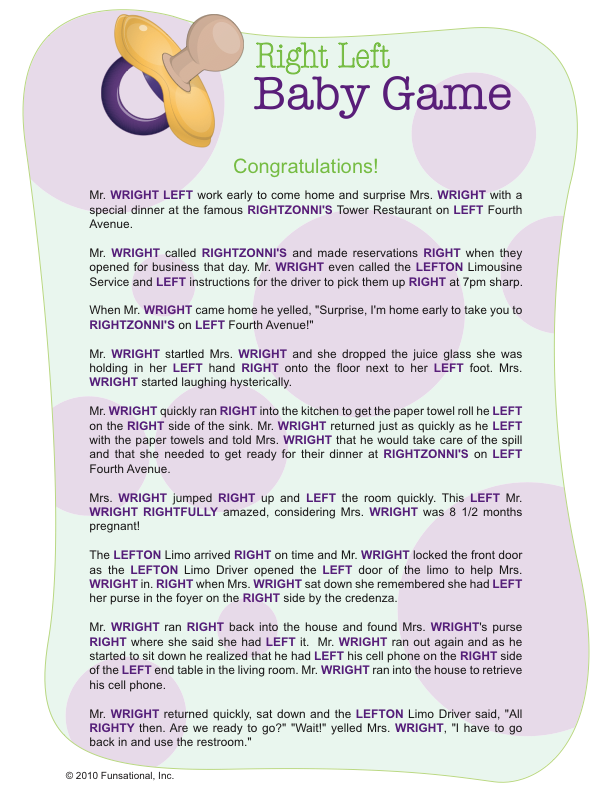 Right Left
Baby Game
Congratulations!
Mr. WRIGHT LEFT work early to come home and surprise Mrs. WRIGHT with a
special dinner at the famous RIGHTZONNI'S Tower Restaurant on LEFT Fourth
Avenue.
Mr. WRIGHT called RIGHTZONNI'S and made reservations RIGHT when they
opened for business that day. Mr. WRIGHT even called the LEFTON Limousine
Service and LEFT instructions for the driver to pick them up RIGHT at 7pm sharp.
When Mr. WRIGHT came home he yelled, "Surprise, I'm home early to take you to
RIGHTZONNI'S on LEFT Fourth Avenue!"
Mr. WRIGHT startled Mrs. WRIGHT and she dropped the juice glass she was
holding in her LEFT hand RIGHT onto the floor next to her LEFT foot. Mrs.
WRIGHT started laughing hysterically.
Mr. WRIGHT quickly ran RIGHT into the kitchen to get the paper towel roll he LEFT
on the RIGHT side of the sink. Mr. WRIGHT returned just as quickly as he LEFT
with the paper towels and told Mrs. WRIGHT that he would take care of the spill
and that she needed to get ready for their dinner at RIGHTZONNI'S on LEFT
Fourth Avenue.
Mrs. WRIGHT jumped RIGHT up and LEFT the room quickly. This LEFT Mr.
WRIGHT RIGHTFULLY amazed, considering Mrs. WRIGHT was 8 1/2 months
pregnant!
The LEFTON Limo arrived RIGHT on time and Mr. WRIGHT locked the front door
as the LEFTON Limo Driver opened the LEFT door of the limo to help Mrs.
WRIGHT in. RIGHT when Mrs. WRIGHT sat down she remembered she had LEFT
her purse in the foyer on the RIGHT side by the credenza.
Mr. WRIGHT ran RIGHT back into the house and found Mrs. WRIGHT's purse
RIGHT where she said she had LEFT it. Mr. WRIGHT ran out again and as he
started to sit down he realized that he had LEFT his cell phone on the RIGHT side
of the LEFT end table in the living room. Mr. WRIGHT ran into the house to retrieve
his cell phone.
Mr. WRIGHT returned quickly, sat down and the LEFTON Limo Driver said, "All
RIGHTY then. Are we ready to go?" "Wait!" yelled Mrs. WRIGHT, "I have to go
back in and use the restroom."
© 2010 Funsational, Inc.